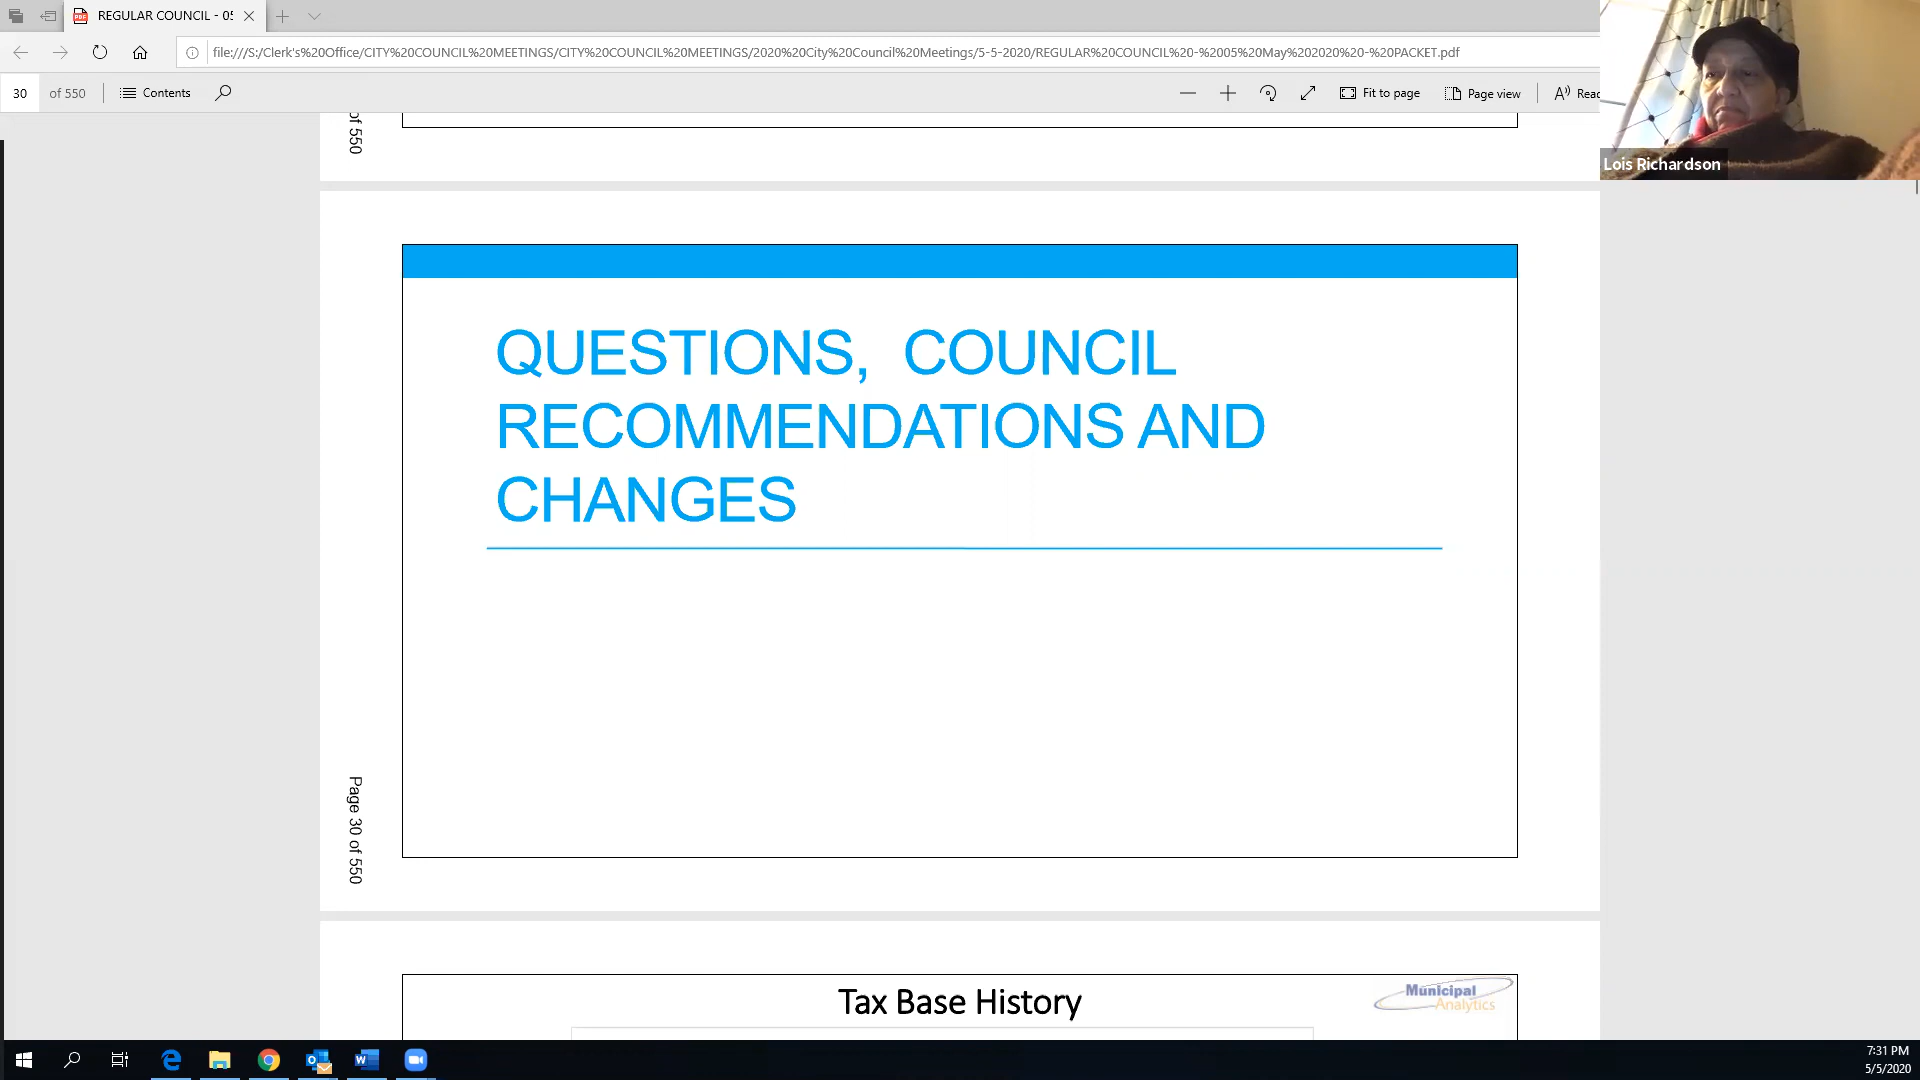 REGULAR COUNCIL - 05
file:///S:/Clerk's%20Office/CITY%20COUNCIL%20MEETINGS/CITY%20COUNCIL%20MEETINGS/2020%20City%20Council%20Meetings/5-5-2020/REGULAR%20COUNCIL%20-%2005%20May%202020%20-%20PACKET.pdf
30 of 550 Contents Fit to page Page view Read
Lois Richardson
of 550
QUESTIONS, COUNCIL
RECOMMENDATIONS AND
CHANGES
Page 30 of 550
Tax Base History
Municipal
Analytics
7:31 PM
5/5/2020